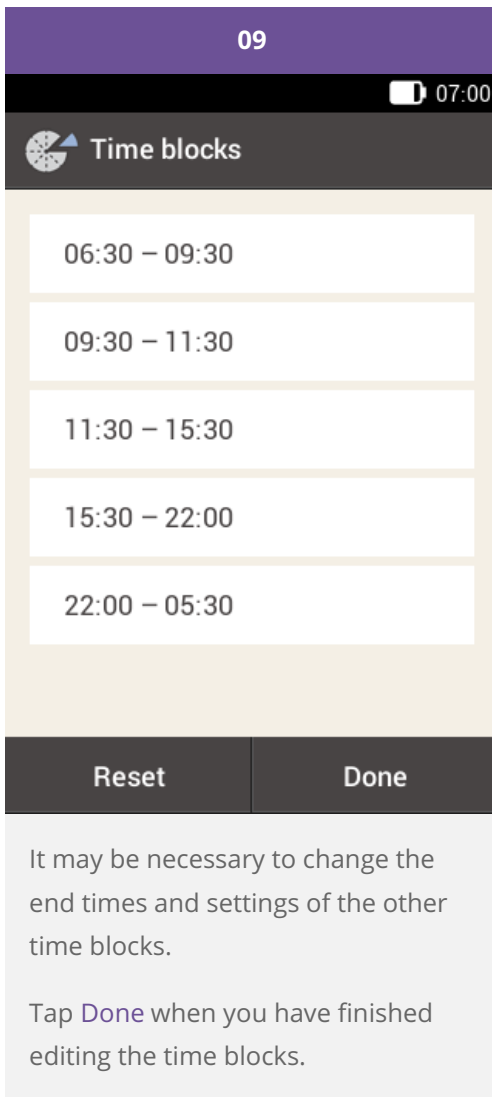 09
07:00
Time blocks
06:30 – 09:30
09:30 – 11:30
11:30 – 15:30
15:30 – 22:00
22:00 – 05:30
Reset Done
It may be necessary to change the
end times and settings of the other
time blocks.
Tap Done when you have finished
editing the time blocks.